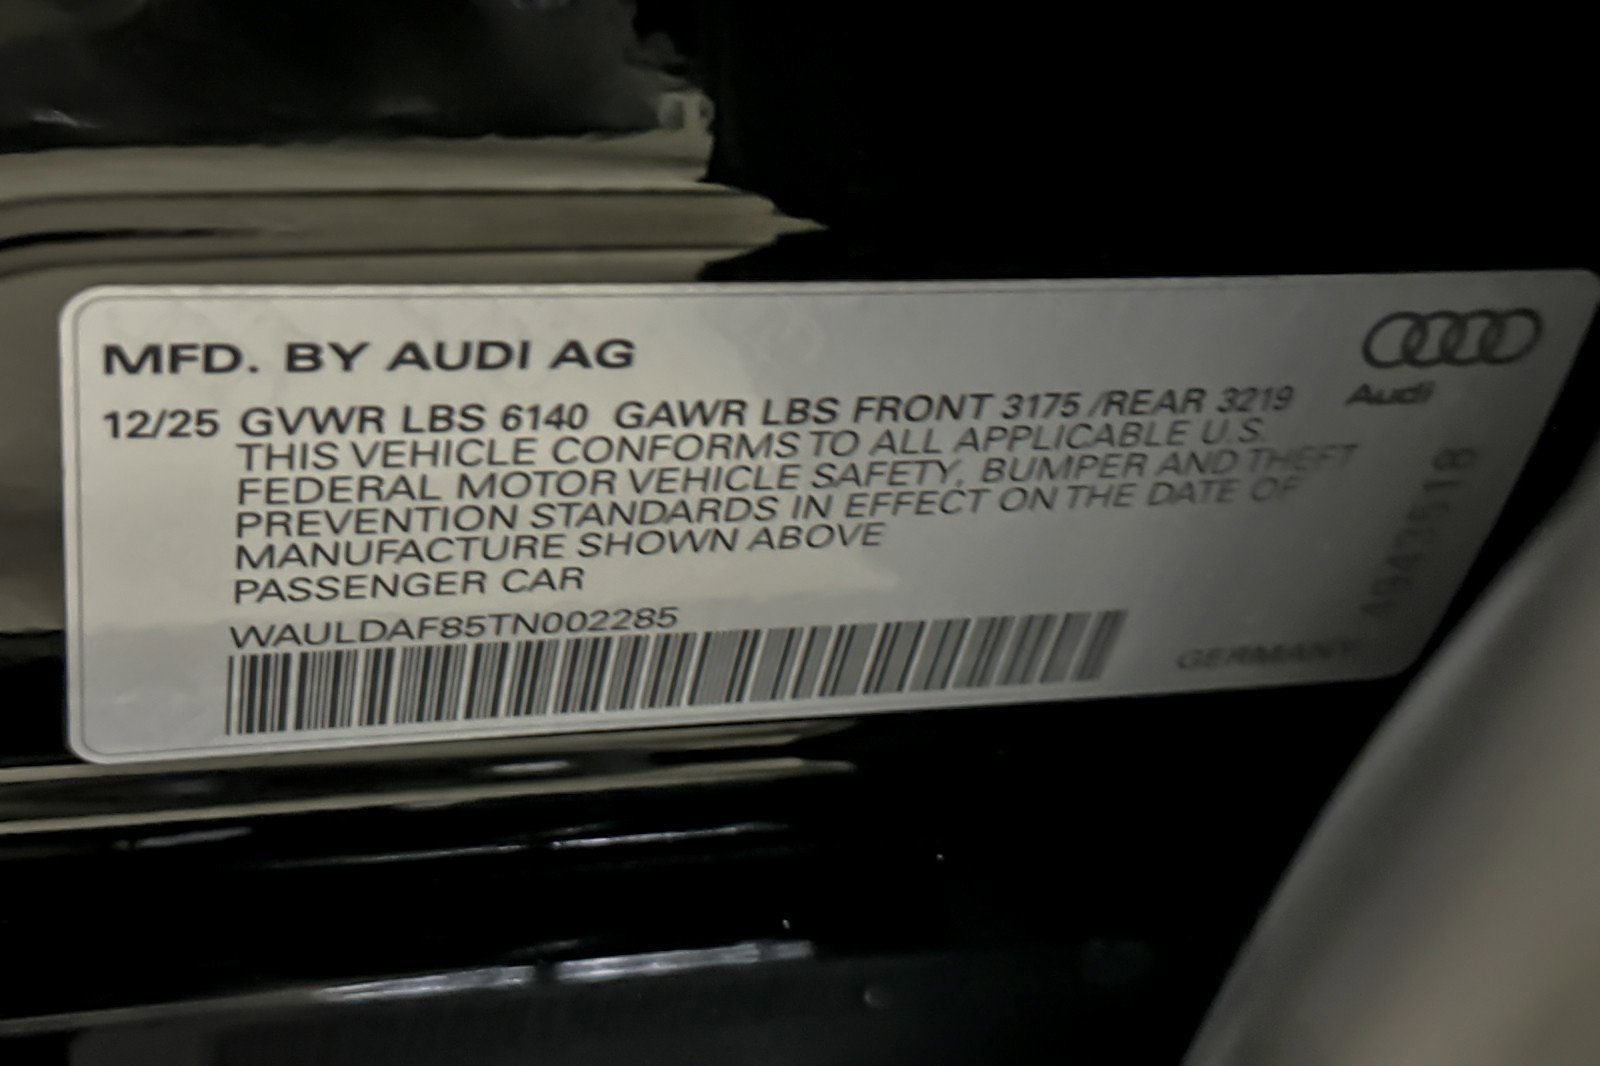 MFD. BY AUDI AG
Audi
12/25 GVWR LBS 6140 GAWR LBS FRONT 3175 /REAR 3219
THIS VEHICLE CONFORMS TO ALL APPLICABLE U.S.
FEDERAL MOTOR VEHICLE SAFETY, BUMPER AND THEFT
PREVENTION STANDARDS IN EFFECT ON THE DATE OF
MANUFACTURE SHOWN ABOVE
PASSENGER CAR
WAULDAF85TN002285
GERMANY